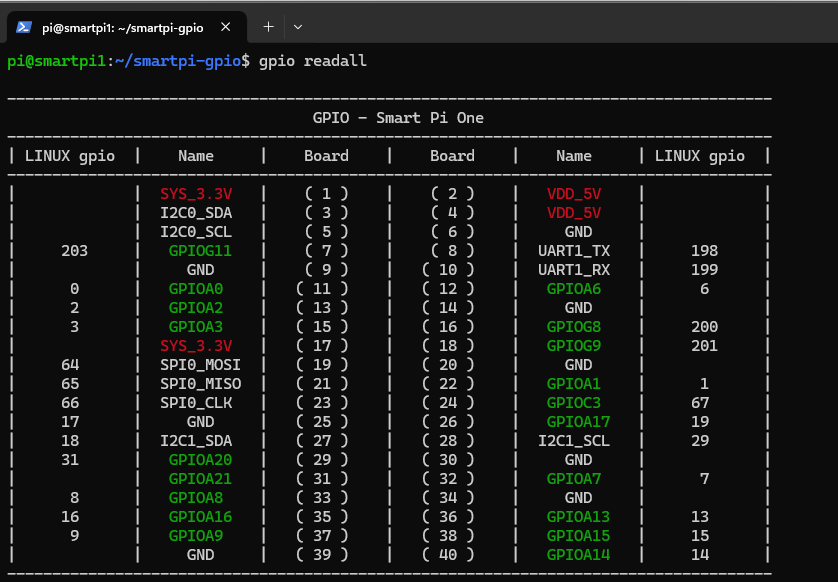 pi@smartpi1: ~/smartpi-gpio
pi@smartpi1:~/smartpi-gpio$ gpio readall
GPIO - Smart Pi One
| LINUX gpio | Name | Board | Board | Name | LINUX gpio |
| | SYS_3.3V | ( 1 ) | ( 2 ) | VDD_5V | |
| | I2C0_SDA | ( 3 ) | ( 4 ) | VDD_5V | |
| | I2C0_SCL | ( 5 ) | ( 6 ) | GND | |
| 203 | GPIOG11 | ( 7 ) | ( 8 ) | UART1_TX | 198 |
| | GND | ( 9 ) | ( 10 ) | UART1_RX | 199 |
| 0 | GPIOA0 | ( 11 ) | ( 12 ) | GPIOA6 | 6 |
| 2 | GPIOA2 | ( 13 ) | ( 14 ) | GND | |
| 3 | GPIOA3 | ( 15 ) | ( 16 ) | GPIOG8 | 200 |
| | SYS_3.3V | ( 17 ) | ( 18 ) | GPIOG9 | 201 |
| 64 | SPI0_MOSI | ( 19 ) | ( 20 ) | GND | |
| 65 | SPI0_MISO | ( 21 ) | ( 22 ) | GPIOA1 | 1 |
| 66 | SPI0_CLK | ( 23 ) | ( 24 ) | GPIOC3 | 67 |
| 17 | GND | ( 25 ) | ( 26 ) | GPIOA17 | 19 |
| 18 | I2C1_SDA | ( 27 ) | ( 28 ) | I2C1_SCL | 29 |
| 31 | GPIOA20 | ( 29 ) | ( 30 ) | GND | |
| | GPIOA21 | ( 31 ) | ( 32 ) | GPIOA7 | 7 |
| 8 | GPIOA8 | ( 33 ) | ( 34 ) | GND | |
| 16 | GPIOA16 | ( 35 ) | ( 36 ) | GPIOA13 | 13 |
| 9 | GPIOA9 | ( 37 ) | ( 38 ) | GPIOA15 | 15 |
| | GND | ( 39 ) | ( 40 ) | GPIOA14 | 14 |